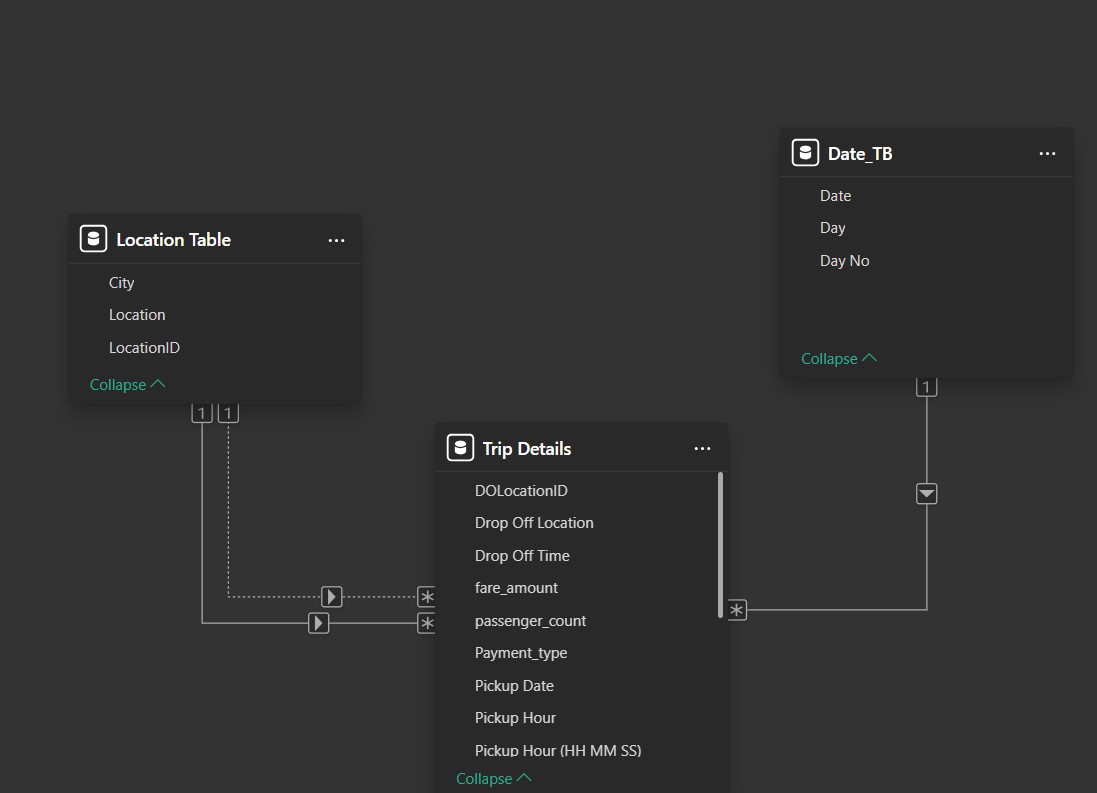 Date_TB
Date
Day
Day No
Collapse
1
Location Table
City
Location
LocationID
Collapse
1 1
Trip Details
DOLocationID
Drop Off Location
Drop Off Time
fare_amount
passenger_count
Payment_type
Pickup Date
Pickup Hour
Pickup Hour (HH MM SS)
Collapse
*
*
*